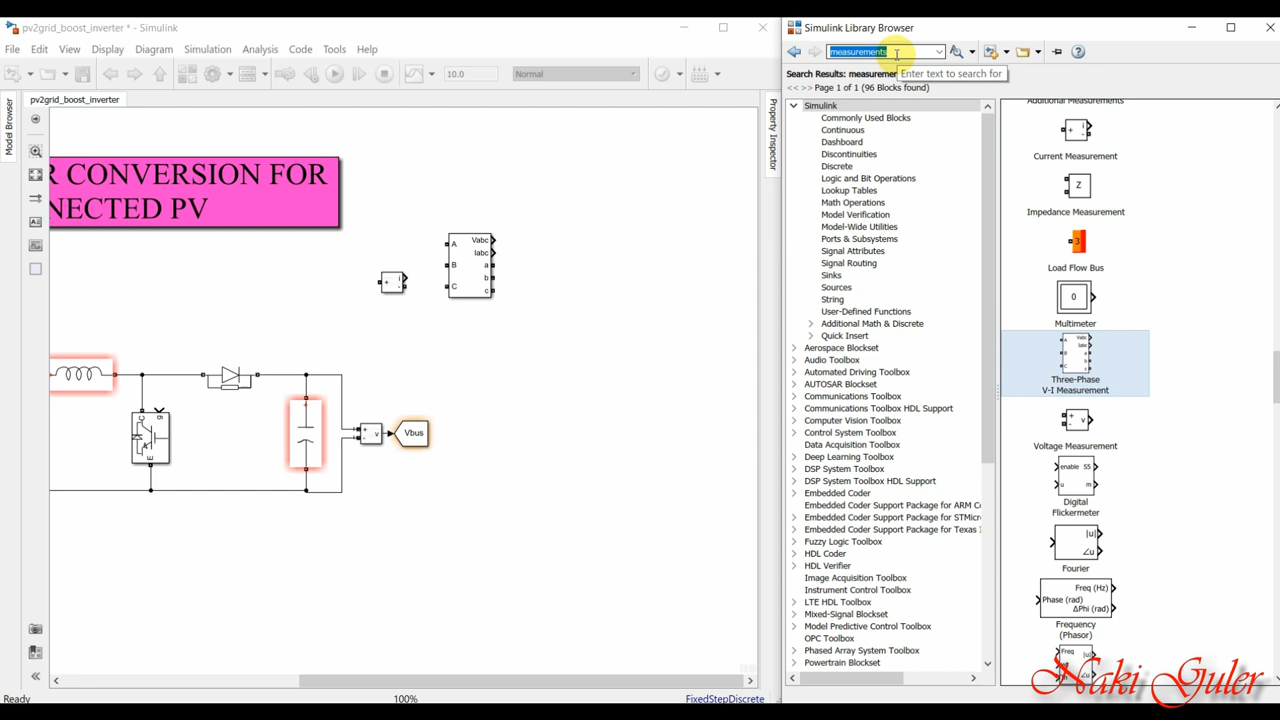 pv2grid_boost_inverter * - Simulink
File Edit View Display Diagram Simulation Analysis Code Tools Help
10.0 Normal
pv2grid_boost_inverter
Model Browser
Property Inspector
R CONVERSION FOR
NECTED PV
A Vabc
Iabc
B a
b
C c
+ i
-
C g
E
+
+ v
-
Vbus
Ready 100% FixedStepDiscrete
Simulink Library Browser
measurements
Search Results: measuremer
Enter text to search for
<< >> Page 1 of 1 (96 Blocks found)
Simulink
Commonly Used Blocks
Continuous
Dashboard
Discontinuities
Discrete
Logic and Bit Operations
Lookup Tables
Math Operations
Model Verification
Model-Wide Utilities
Ports & Subsystems
Signal Attributes
Signal Routing
Sinks
Sources
String
User-Defined Functions
Additional Math & Discrete
Quick Insert
Aerospace Blockset
Audio Toolbox
Automated Driving Toolbox
AUTOSAR Blockset
Communications Toolbox
Communications Toolbox HDL Support
Computer Vision Toolbox
Control System Toolbox
Data Acquisition Toolbox
Deep Learning Toolbox
DSP System Toolbox
DSP System Toolbox HDL Support
Embedded Coder
Embedded Coder Support Package for ARM Co
Embedded Coder Support Package for STMicr
Embedded Coder Support Package for Texas I
Fuzzy Logic Toolbox
HDL Coder
HDL Verifier
Image Acquisition Toolbox
Instrument Control Toolbox
LTE HDL Toolbox
Mixed-Signal Blockset
Model Predictive Control Toolbox
OPC Toolbox
Phased Array System Toolbox
Powertrain Blockset
Additional Measurements
+ i
-
Current Measurement
Z
Impedance Measurement
3
Load Flow Bus
0
Multimeter
A Vabc
Iabc
B a
b
C c
Three-Phase
V-I Measurement
+ v
-
Voltage Measurement
enable S5
u m
Digital
Flickermeter
|u|
∠u
Fourier
Freq (Hz)
Phase (rad)
ΔPhi (rad)
Frequency
(Phasor)
Freq |u|
∠u
Naki Guler